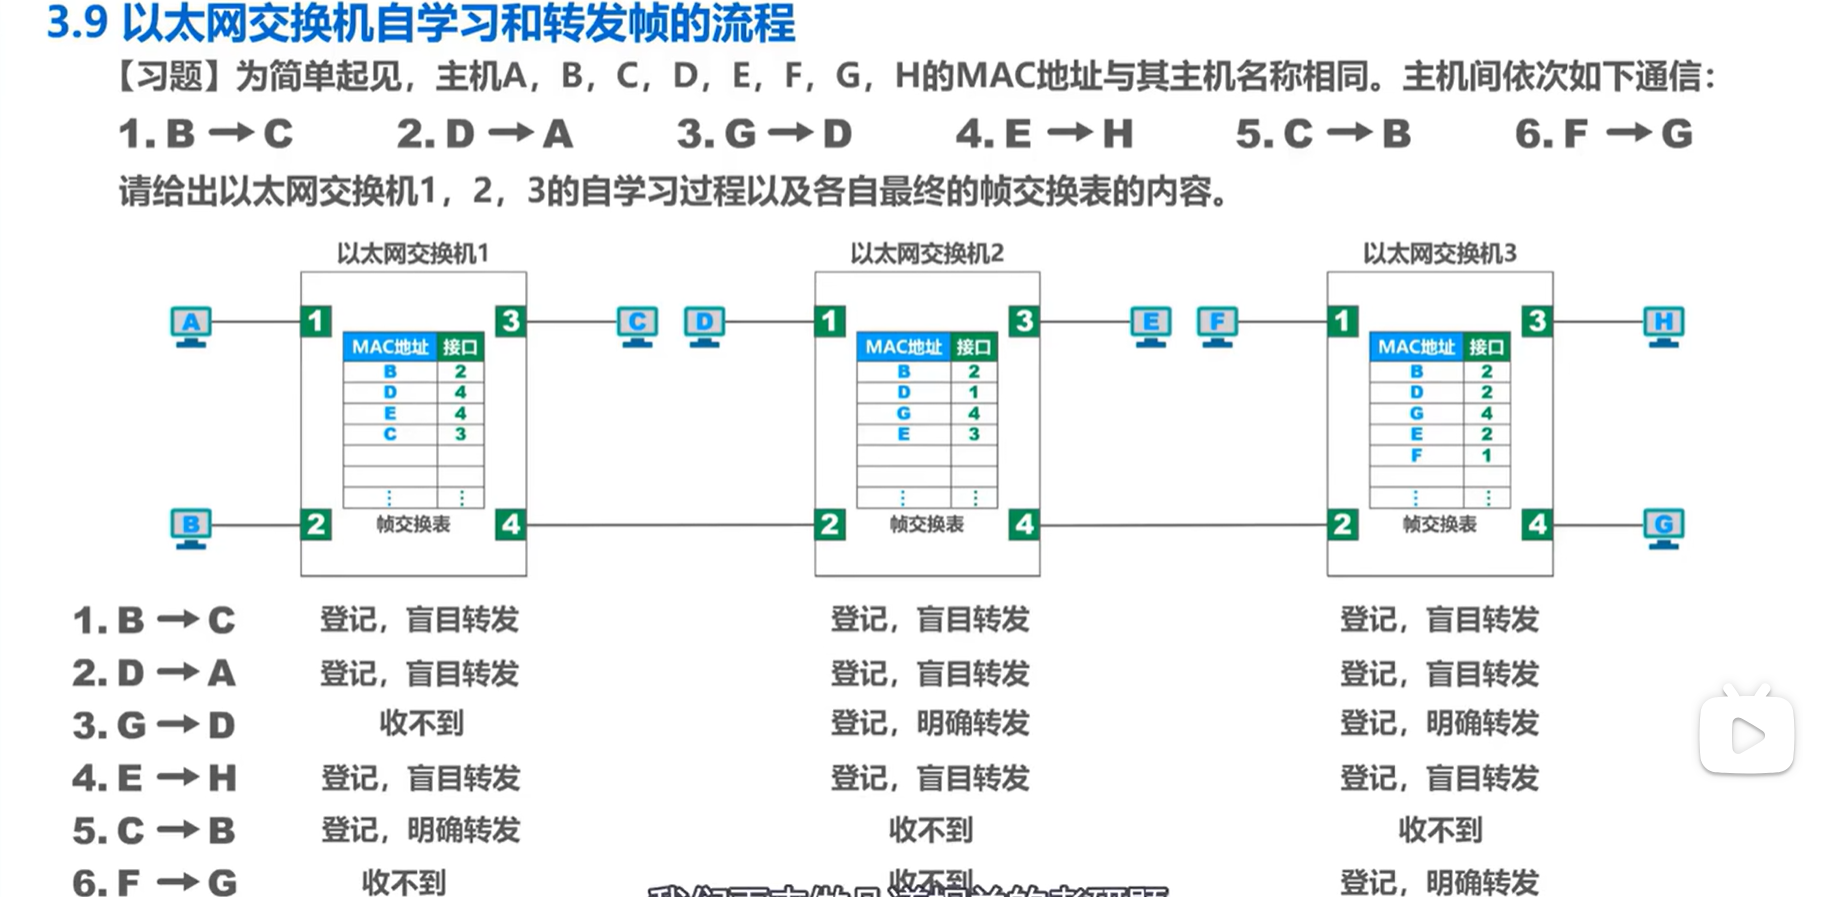 3.9 以太网交换机自学习和转发帧的流程
【习题】为简单起见，主机A，B，C，D，E，F，G，H的MAC地址与其主机名称相同。主机间依次如下通信：
1. B → C 2. D → A 3. G → D 4. E → H 5. C → B 6. F → G
请给出以太网交换机1，2，3的自学习过程以及各自最终的帧交换表的内容。
以太网交换机1 以太网交换机2 以太网交换机3
A 1 3 C D 1 3 E F 1 3 H
MAC地址 接口 MAC地址 接口 MAC地址 接口
B 2 B 2 B 2
D 4 D 1 D 2
E 4 G 4 G 4
C 3 E 3 E 2
F 1
⋮ ⋮ ⋮ ⋮ ⋮ ⋮
B 2 帧交换表 4 2 帧交换表 4 2 帧交换表 4 G
1. B → C 登记，盲目转发 登记，盲目转发 登记，盲目转发
2. D → A 登记，盲目转发 登记，盲目转发 登记，盲目转发
3. G → D 收不到 登记，明确转发 登记，明确转发
4. E → H 登记，盲目转发 登记，盲目转发 登记，盲目转发
5. C → B 登记，明确转发 收不到 收不到
6. F → G 收不到 收不到 登记，明确转发